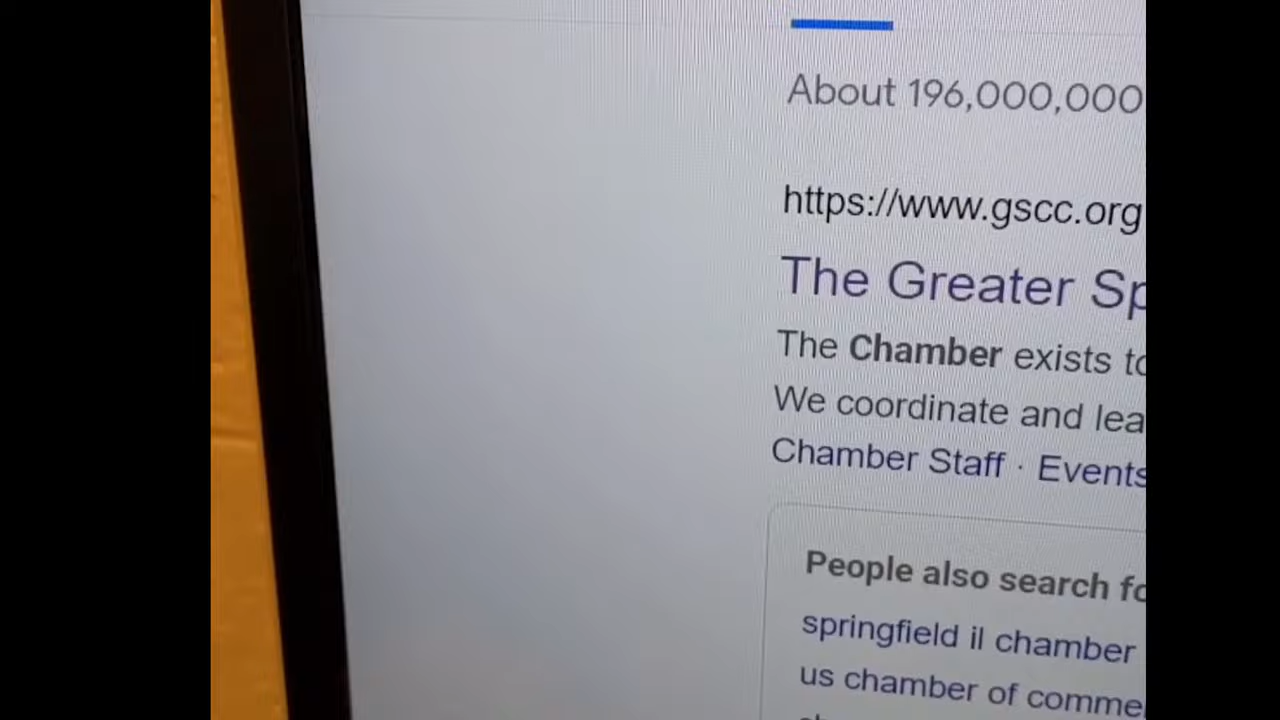 About 196,000,000
https://www.gscc.org
The Greater Sp
The Chamber exists to
We coordinate and lea
Chamber Staff · Events
People also search fo
springfield il chamber
us chamber of comme